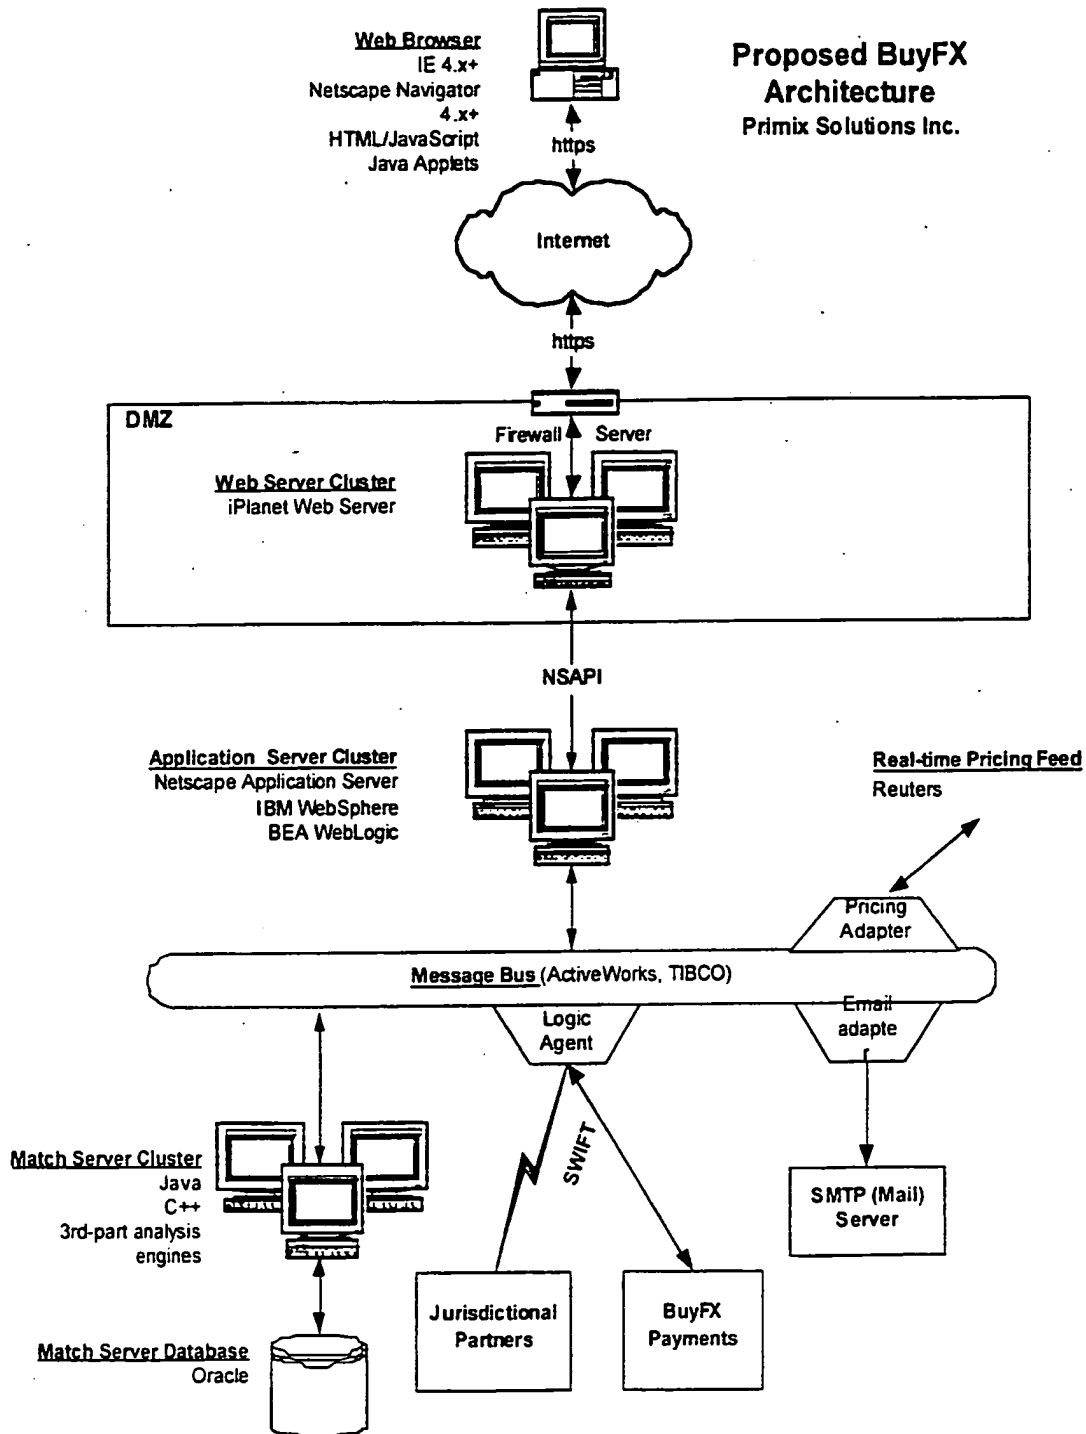 Proposed BuyFX
Architecture
Primix Solutions Inc.
Web Browser
IE 4.x+
Netscape Navigator
4.x+
HTML/JavaScript
Java Applets
https
Internet
https
DMZ
Firewall Server
Web Server Cluster
iPlanet Web Server
NSAPI
Application Server Cluster
Netscape Application Server
IBM WebSphere
BEA WebLogic
Real-time Pricing Feed
Reuters
Pricing
Adapter
Message Bus (ActiveWorks, TIBCO)
Logic
Agent
Email
adapte
r
SWIFT
Match Server Cluster
Java
C++
3rd-part analysis
engines
SMTP (Mail)
Server
Jurisdictional
Partners
BuyFX
Payments
Match Server Database
Oracle